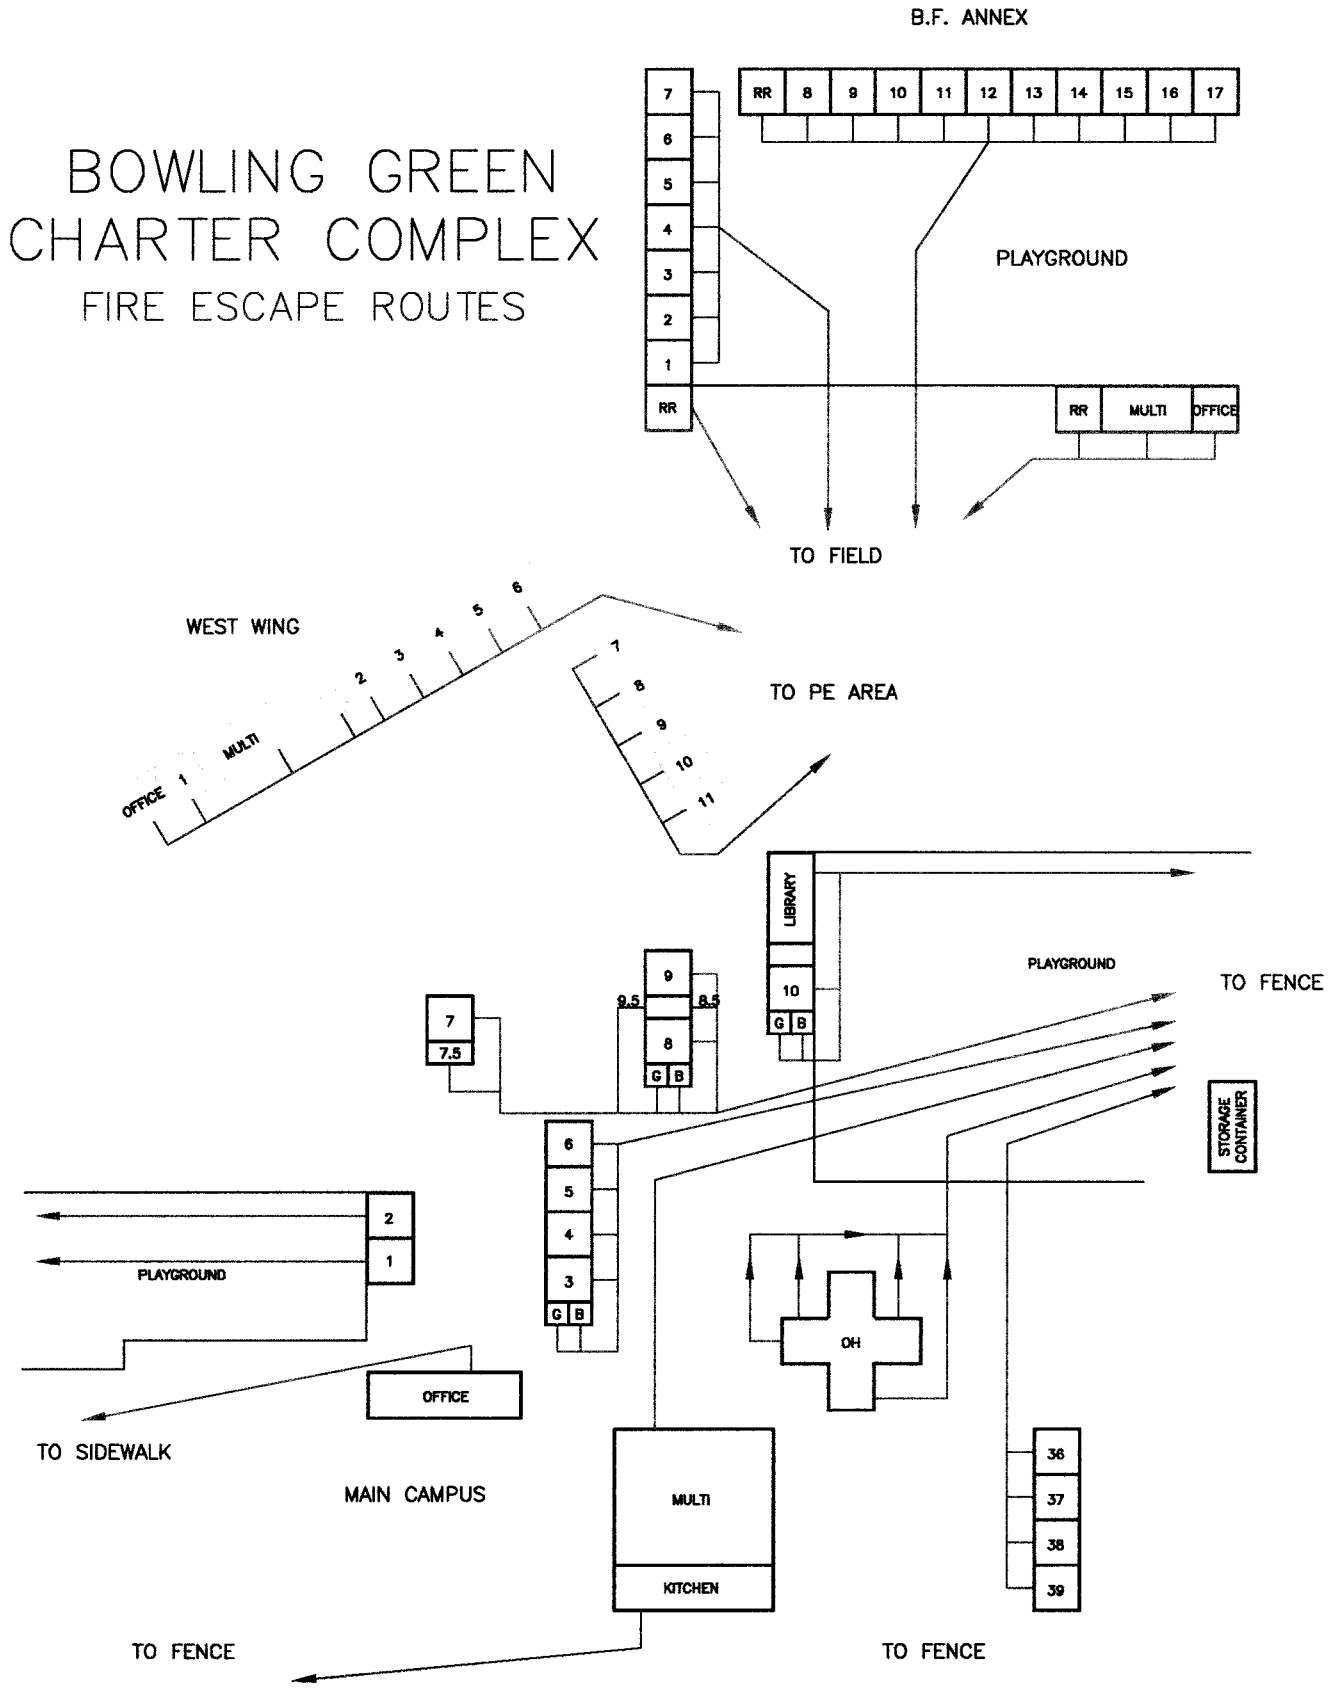 B.F. ANNEX
BOWLING GREEN
CHARTER COMPLEX
FIRE ESCAPE ROUTES
7
6
5
4
3
2
1
RR
RR 8 9 10 11 12 13 14 15 16 17
PLAYGROUND
RR MULTI OFFICE
TO FIELD
WEST WING
OFFICE 1 MULTI 2 3 4 5 6
7
8
9
10
11
TO PE AREA
LIBRARY
10
G B
PLAYGROUND
TO FENCE
9
9.5 8.5
8
G B
7
7.5
STORAGE
CONTAINER
6
5
4
3
G B
2
1
PLAYGROUND
OH
OFFICE
TO SIDEWALK
MAIN CAMPUS
MULTI
KITCHEN
36
37
38
39
TO FENCE
TO FENCE